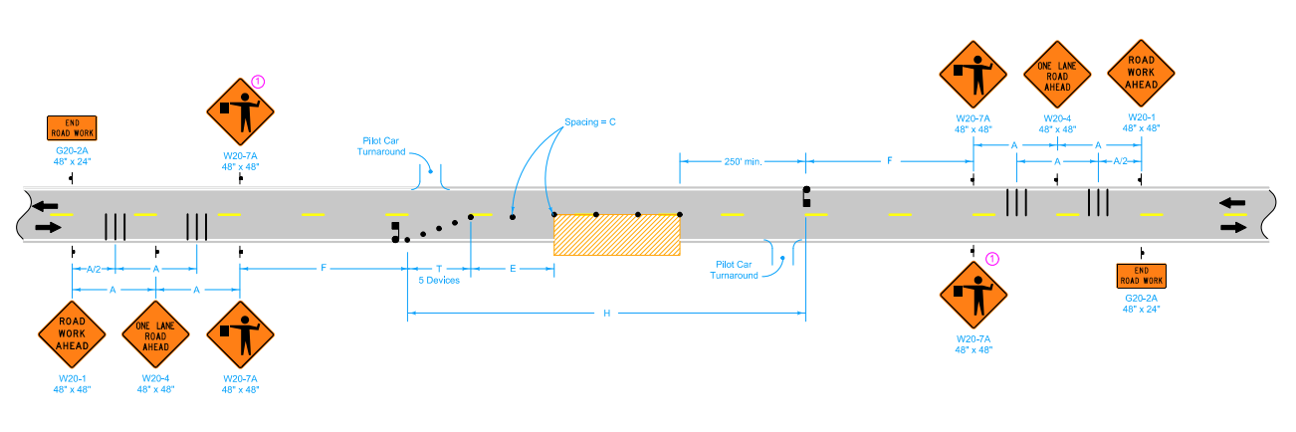 1
ROAD
WORK
AHEAD
ONE LANE
ROAD
AHEAD
END
ROAD WORK
G20-2A
48" x 24"
W20-7A
48" x 48"
Spacing = C
Pilot Car
Turnaround
W20-7A
48" x 48"
W20-4
48" x 48"
W20-1
48" x 48"
A
A
A
A/2
250' min.
F
A/2
A
F
T
E
5 Devices
A
A
H
Pilot Car
Turnaround
1
END
ROAD WORK
G20-2A
48" x 24"
W20-7A
48" x 48"
ROAD
WORK
AHEAD
ONE LANE
ROAD
AHEAD
W20-1
48" x 48"
W20-4
48" x 48"
W20-7A
48" x 48"